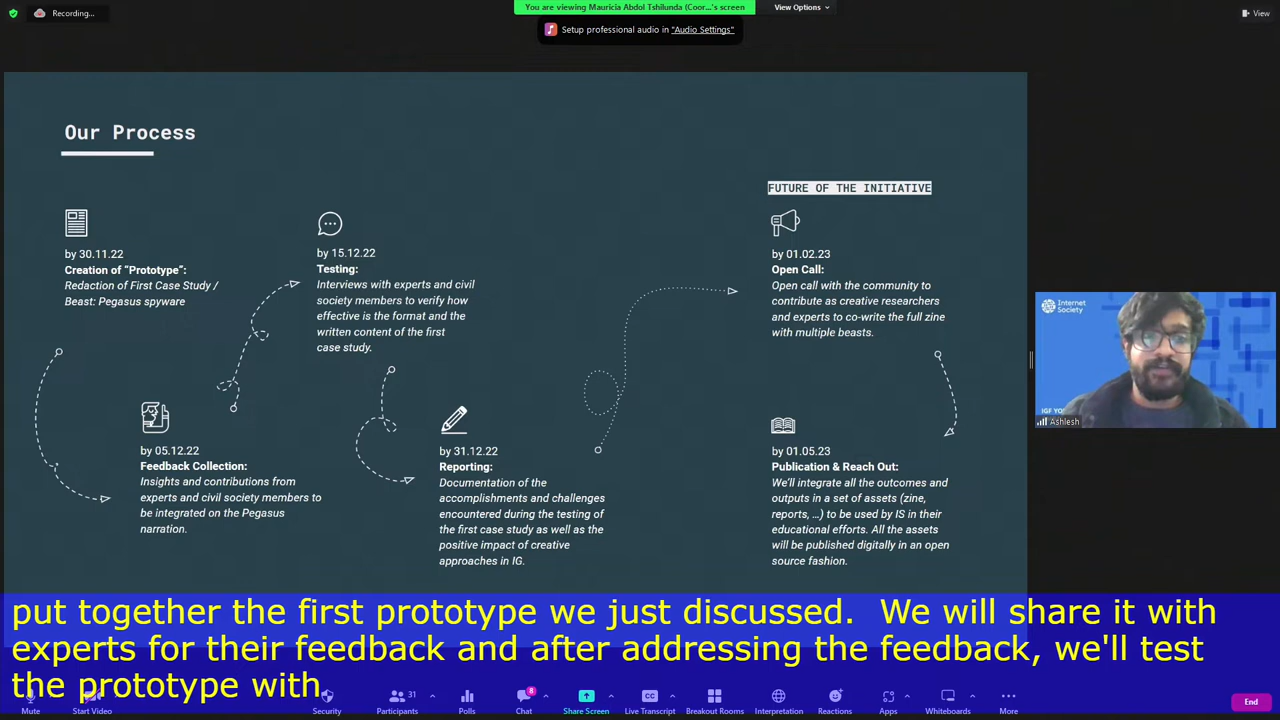 Recording...
You are viewing Mauricia Abdol Tshilunda (Coor...'s screen
View Options
View
Setup professional audio in "Audio Settings"
Our Process
FUTURE OF THE INITIATIVE
by 30.11.22
Creation of “Prototype”:
Redaction of First Case Study /
Beast: Pegasus spyware
by 15.12.22
Testing:
Interviews with experts and civil
society members to verify how
effective is the format and the
written content of the first
case study.
by 01.02.23
Open Call:
Open call with the community to
contribute as creative researchers
and experts to co-write the full zine
with multiple beasts.
Internet
Society
IGF YO
Ashlesh
by 05.12.22
Feedback Collection:
Insights and contributions from
experts and civil society members to
be integrated on the Pegasus
narration.
by 31.12.22
Reporting:
Documentation of the
accomplishments and challenges
encountered during the testing of
the first case study as well as the
positive impact of creative
approaches in IG.
by 01.05.23
Publication & Reach Out:
We'll integrate all the outcomes and
outputs in a set of assets (zine,
reports, …) to be used by IS in their
educational efforts. All the assets
will be published digitally in an open
source fashion.
put together the first prototype we just discussed.  We will share it with
experts for their feedback and after addressing the feedback, we'll test
the prototype with
Mute
Start Video
Security
Participants
31
Polls
Chat
8
Share Screen
CC
Live Transcript
Breakout Rooms
Interpretation
Reactions
Apps
Whiteboards
More
End